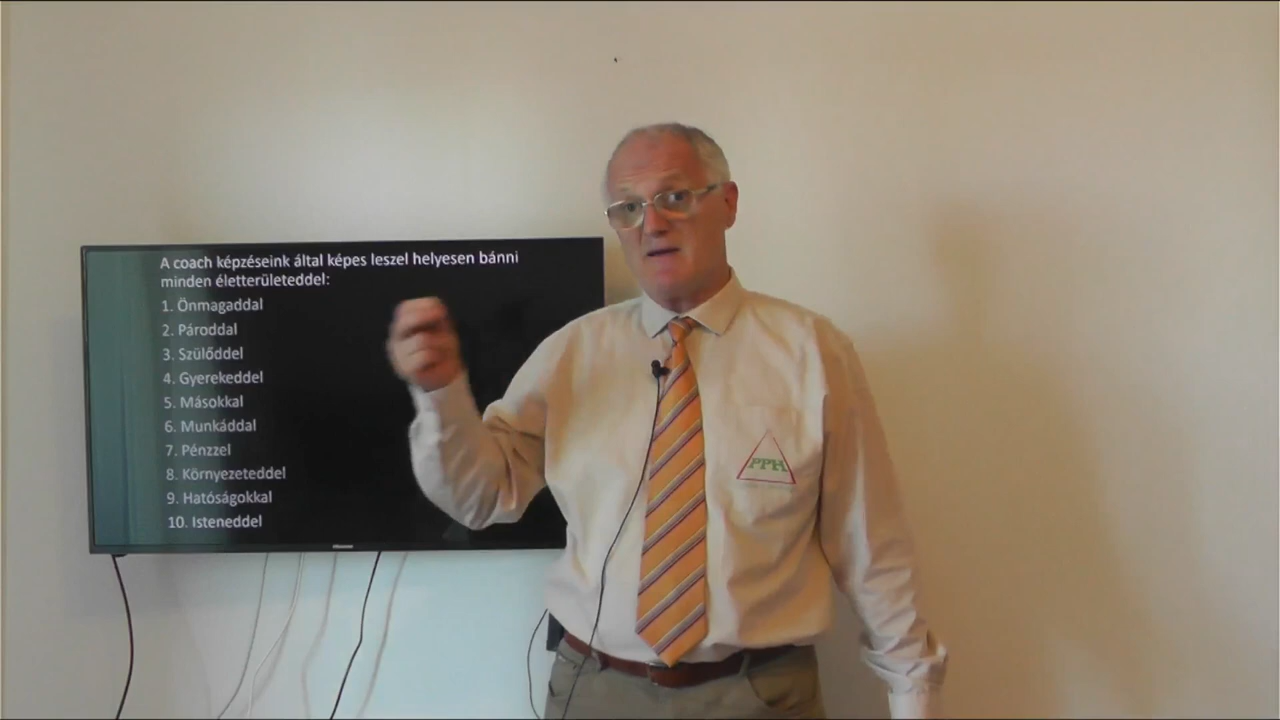 A coach képzéseink által képes leszel helyesen bánni
minden életterületeddel:
1. Önmagaddal
2. Pároddal
3. Szülőddel
4. Gyerekeddel
5. Másokkal
6. Munkáddal
7. Pénzzel
8. Környezeteddel
9. Hatóságokkal
10. Isteneddel
PPH